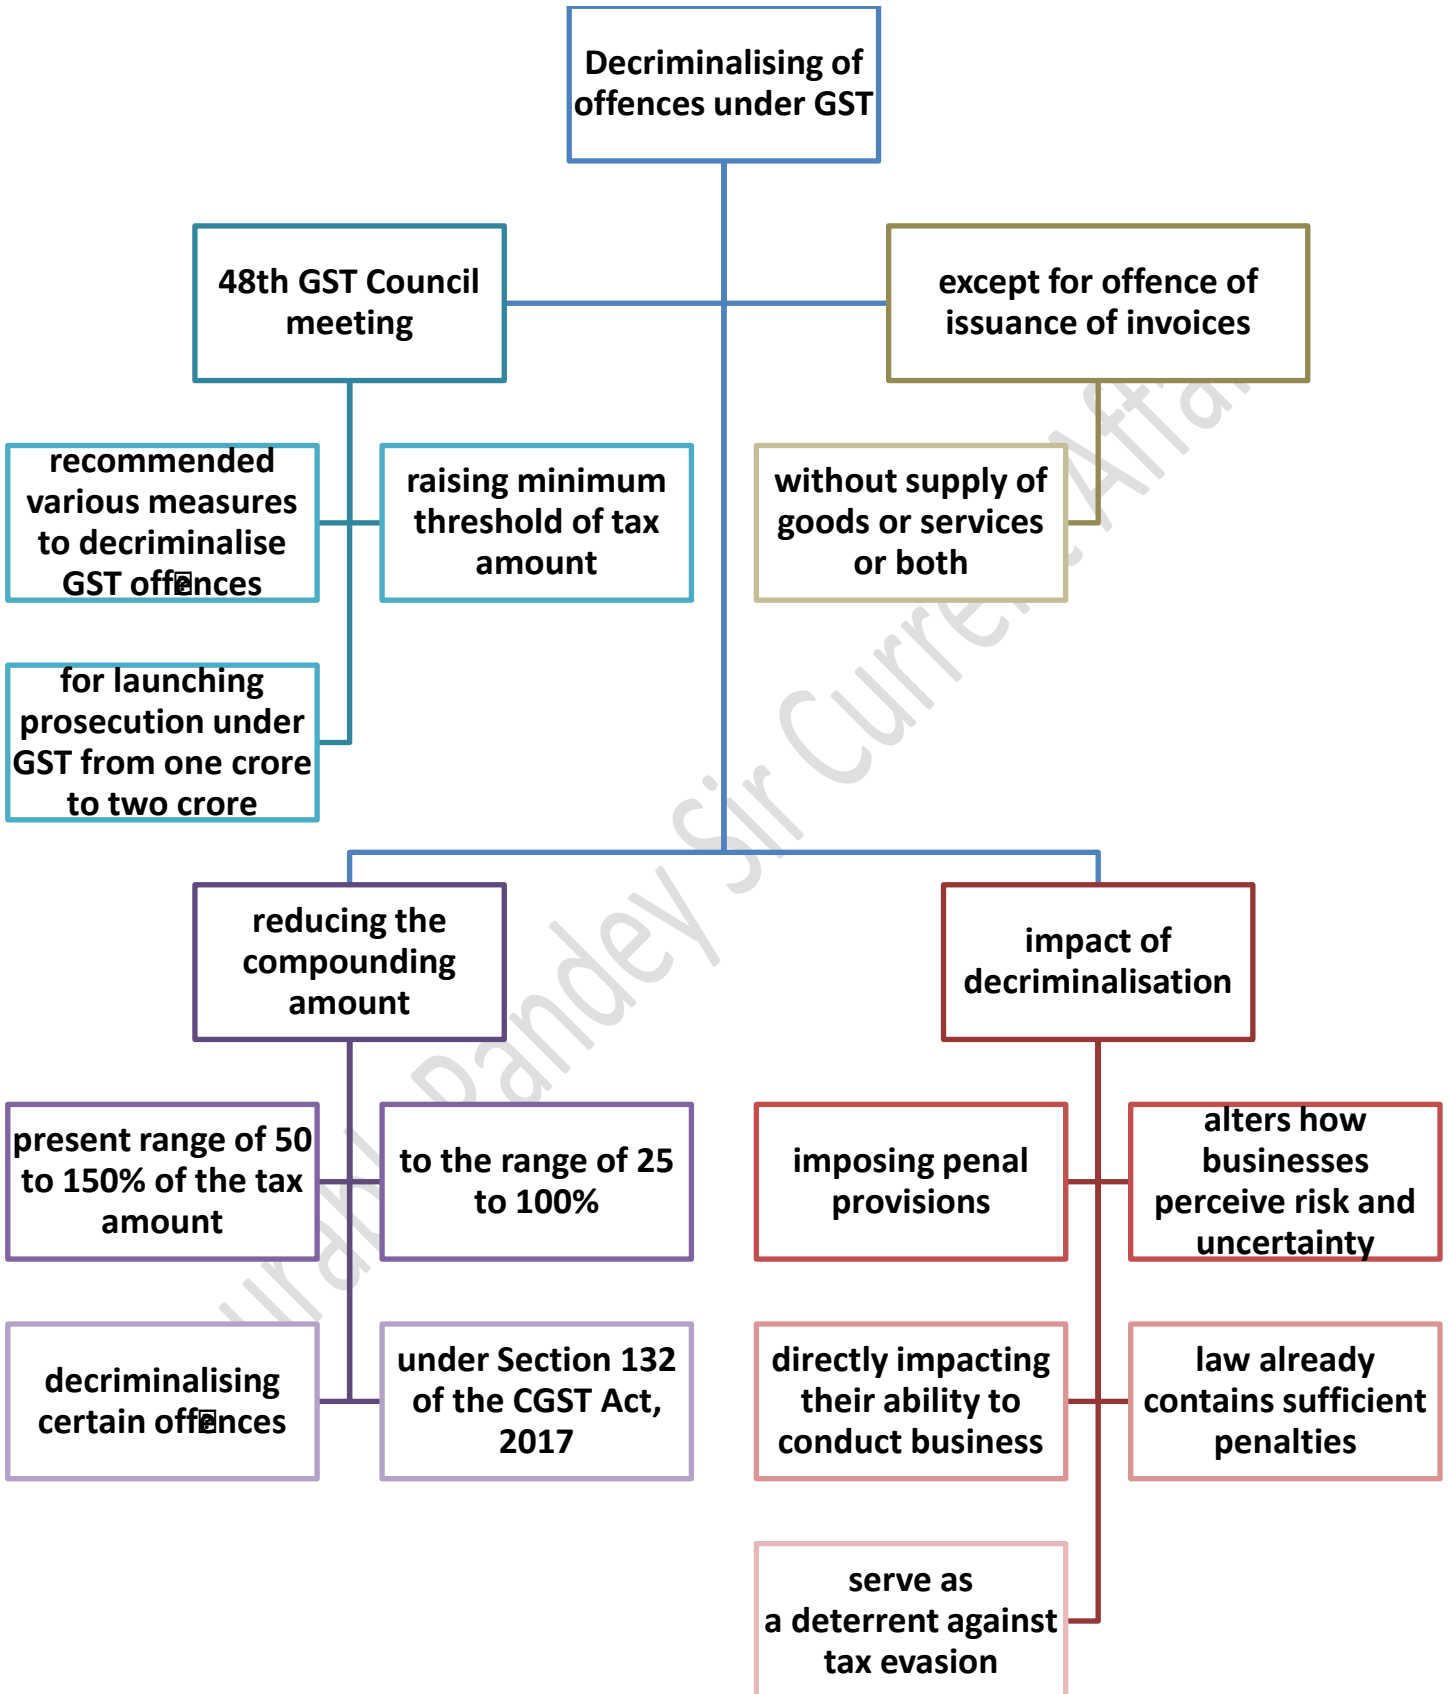 Decriminalising of
offences under GST
48th GST Council
meeting
except for offence of
issuance of invoices
recommended
various measures
to decriminalise
GST offences
raising minimum
threshold of tax
amount
without supply of
goods or services
or both
for launching
prosecution under
GST from one crore
to two crore
reducing the
compounding
amount
impact of
decriminalisation
present range of 50
to 150% of the tax
amount
to the range of 25
to 100%
imposing penal
provisions
alters how
businesses
perceive risk and
uncertainty
decriminalising
certain offences
under Section 132
of the CGST Act,
2017
directly impacting
their ability to
conduct business
law already
contains sufficient
penalties
serve as
a deterrent against
tax evasion
Pandey Sir Current